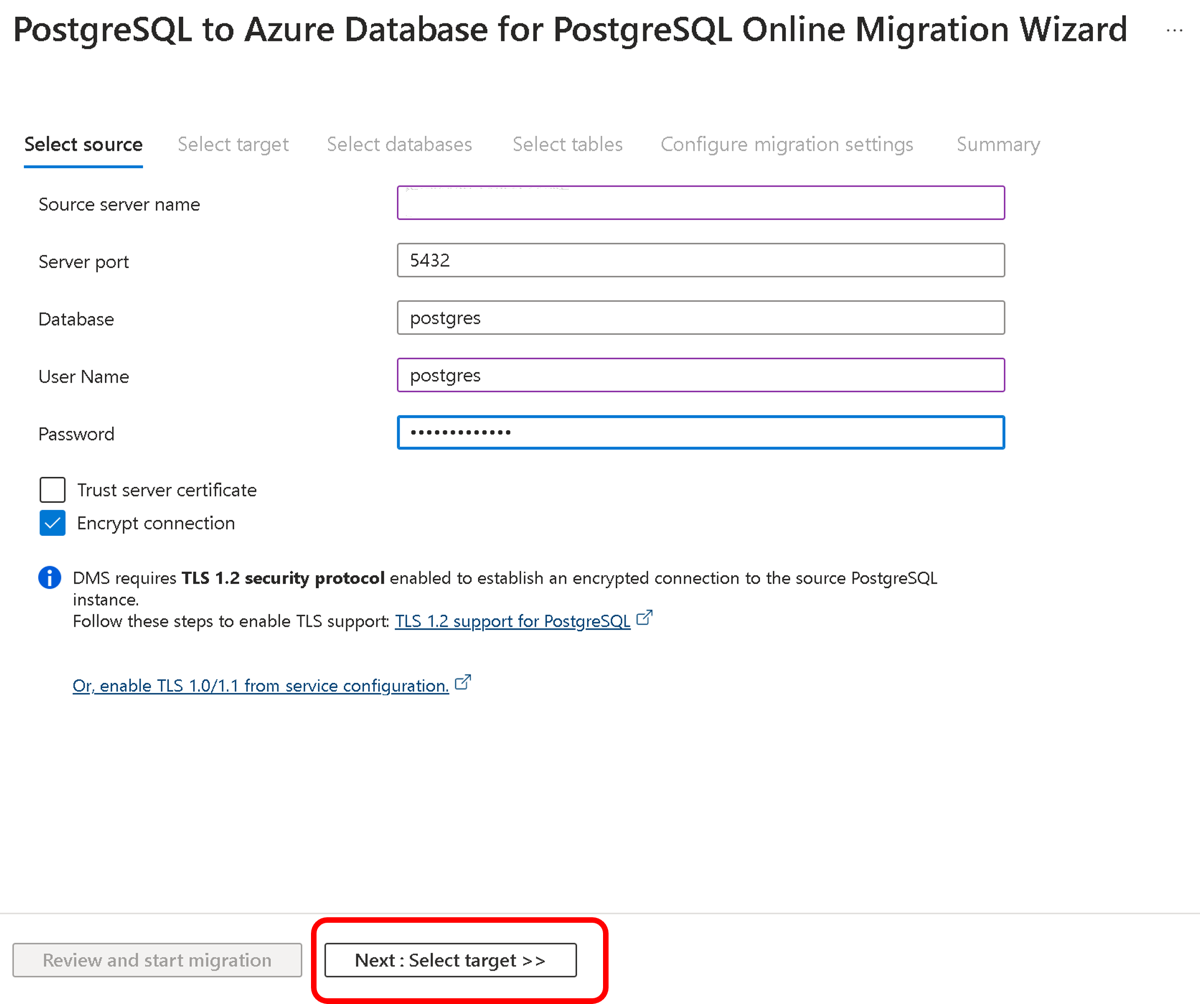 PostgreSQL to Azure Database for PostgreSQL Online Migration Wizard ...
Select source Select target Select databases Select tables Configure migration settings Summary
Source server name
Server port 5432
Database postgres
User Name postgres
Password •••••••••••••
Trust server certificate
Encrypt connection
DMS requires TLS 1.2 security protocol enabled to establish an encrypted connection to the source PostgreSQL
instance.
Follow these steps to enable TLS support: TLS 1.2 support for PostgreSQL
Or, enable TLS 1.0/1.1 from service configuration.
Review and start migration Next : Select target >>